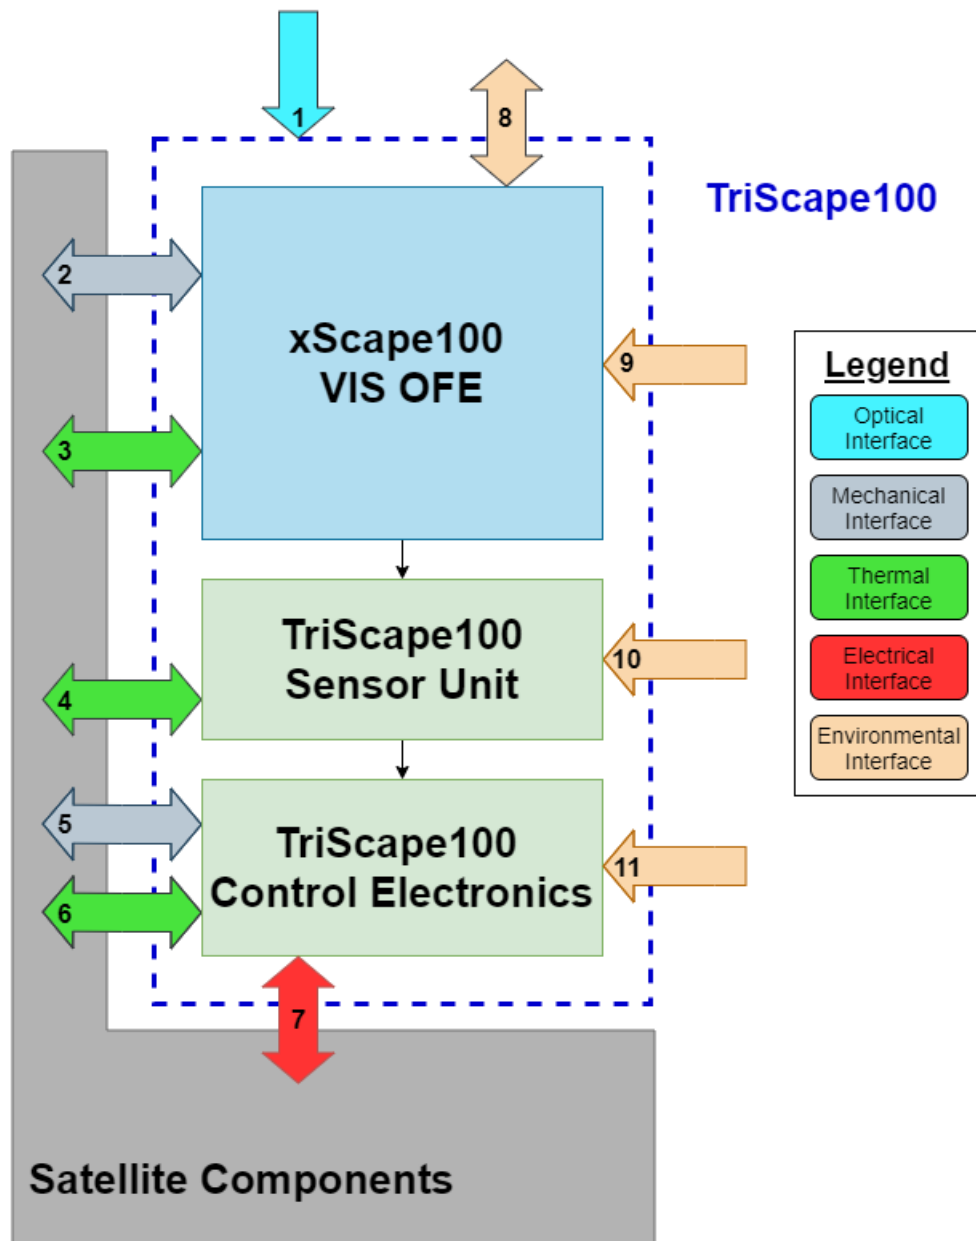 1
8
TriScape100
2
xScape100
VIS OFE
9
Legend
Optical
Interface
3
Mechanical
Interface
Thermal
Interface
TriScape100
Sensor Unit
10
Electrical
Interface
4
Environmental
Interface
5
TriScape100
Control Electronics
11
6
7
Satellite Components